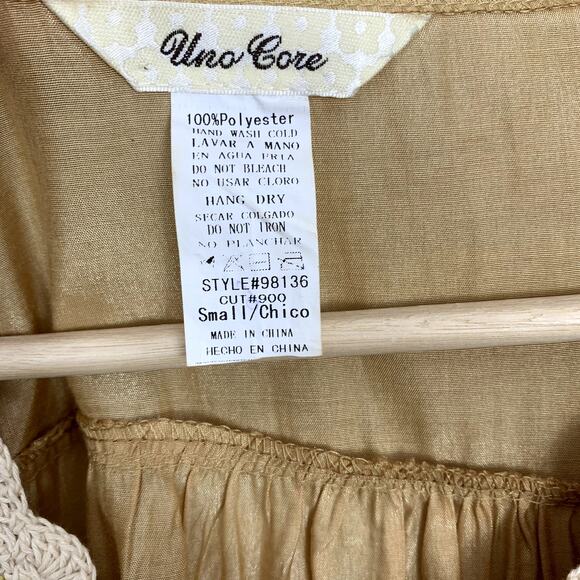 Uno Core
100%Polyester
HAND WASH COLD
LAVAR A MANO
EN AGUA FRIA
DO NOT BLEACH
NO USAR CLORO
HANG DRY
SECAR COLGADO
DO NOT IRON
NO PLANCHAR
STYLE#98136
CUT#900
Small/Chico
MADE IN CHINA
HECHO EN CHINA